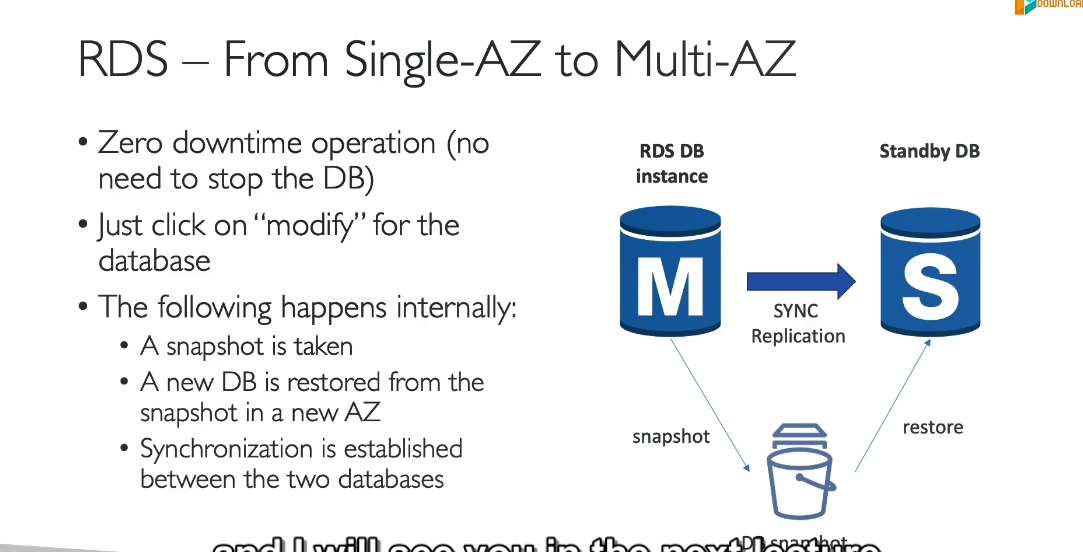 DOWNLOA
RDS – From Single-AZ to Multi-AZ
• Zero downtime operation (no
need to stop the DB)
• Just click on “modify” for the
database
• The following happens internally:
• A snapshot is taken
• A new DB is restored from the
snapshot in a new AZ
• Synchronization is established
between the two databases
RDS DB
instance
Standby DB
M
S
SYNC
Replication
snapshot
restore
DB snapshot
and I will see you in the next lecture